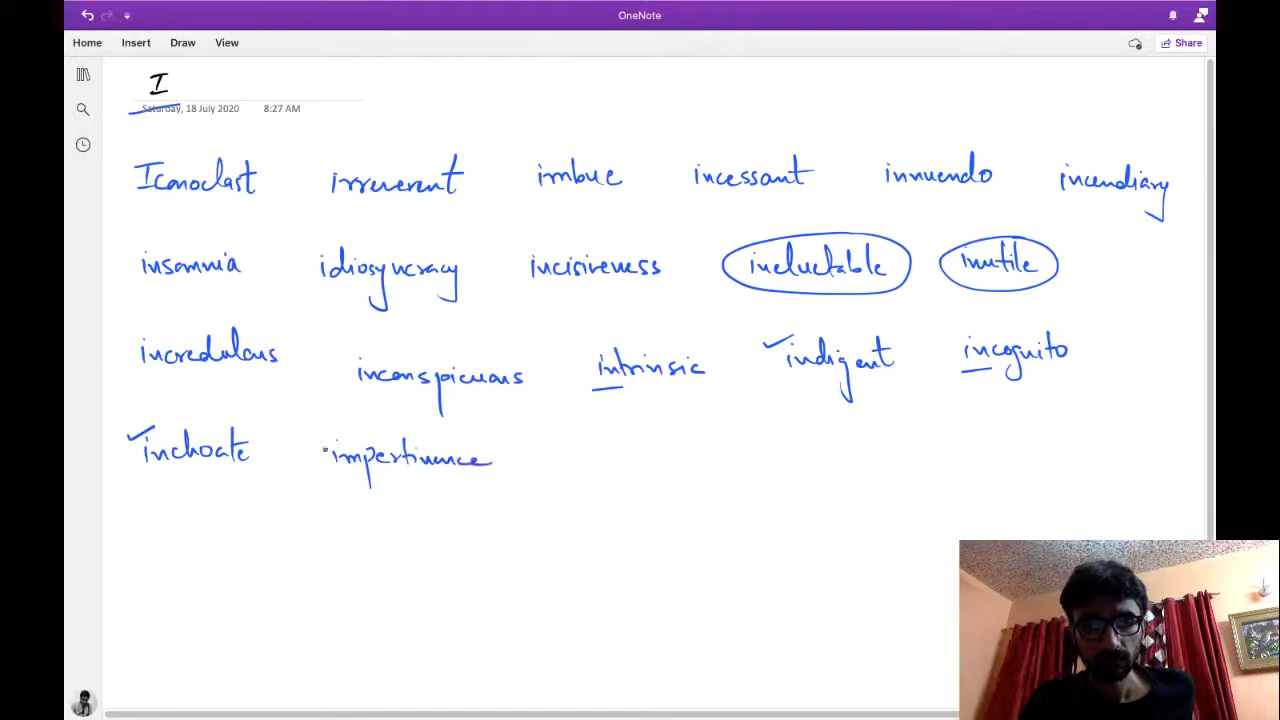 OneNote
Home Insert Draw View Share
I
Saturday, 18 July 2020 8:27 AM
Iconoclast irreverent imbue incessant innuendo incendiary
insomnia idiosyncracy incisiveness ineluctable inutile
incredulous inconspicuous intrinsic indigent incognito
inchoate impertinence